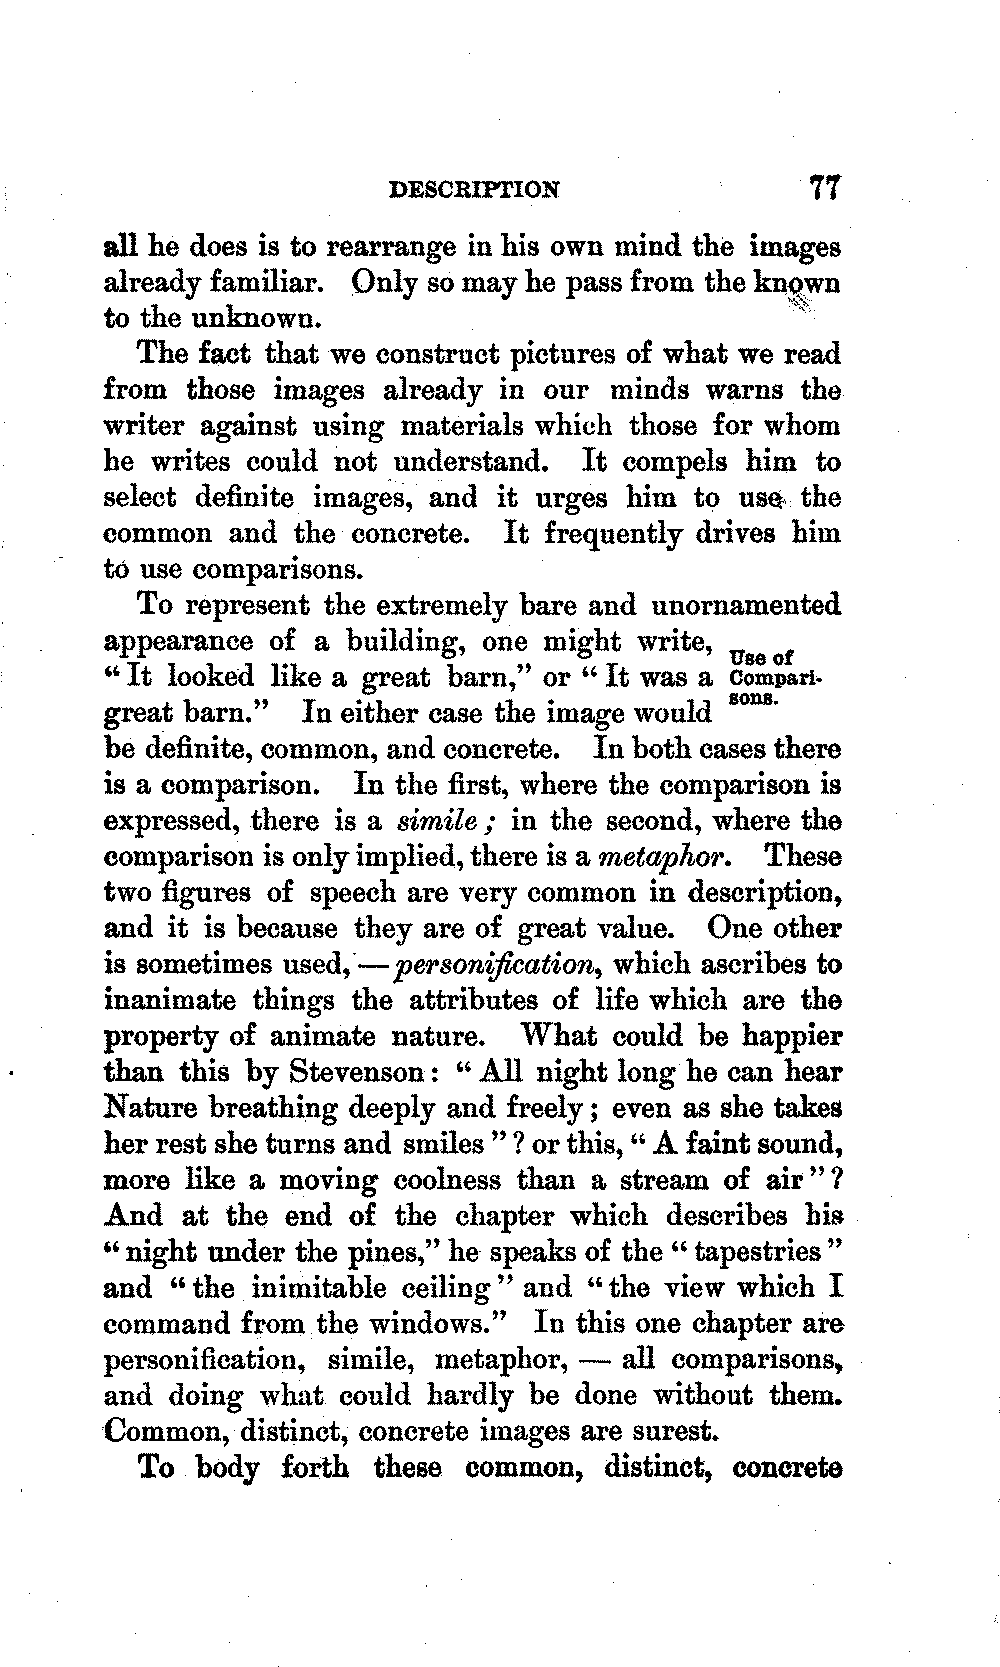 DESCRIPTION 77
all he does is to rearrange in his own mind the images
already familiar. Only so may he pass from the known
to the unknown.
The fact that we construct pictures of what we read
from those images already in our minds warns the
writer against using materials which those for whom
he writes could not understand. It compels him to
select definite images, and it urges him to use the
common and the concrete. It frequently drives him
to use comparisons.
To represent the extremely bare and unornamented
appearance of a building, one might write,
“It looked like a great barn,” or “It was a
great barn.” In either case the image would
Use of
Compari-
sons.
be definite, common, and concrete. In both cases there
is a comparison. In the first, where the comparison is
expressed, there is a simile; in the second, where the
comparison is only implied, there is a metaphor. These
two figures of speech are very common in description,
and it is because they are of great value. One other
is sometimes used,—personification, which ascribes to
inanimate things the attributes of life which are the
property of animate nature. What could be happier
than this by Stevenson: “All night long he can hear
Nature breathing deeply and freely; even as she takes
her rest she turns and smiles”? or this, “A faint sound,
more like a moving coolness than a stream of air”?
And at the end of the chapter which describes his
“night under the pines,” he speaks of the “tapestries”
and “the inimitable ceiling” and “the view which I
command from the windows.” In this one chapter are
personification, simile, metaphor, — all comparisons,
and doing what could hardly be done without them.
Common, distinct, concrete images are surest.
To body forth these common, distinct, concrete